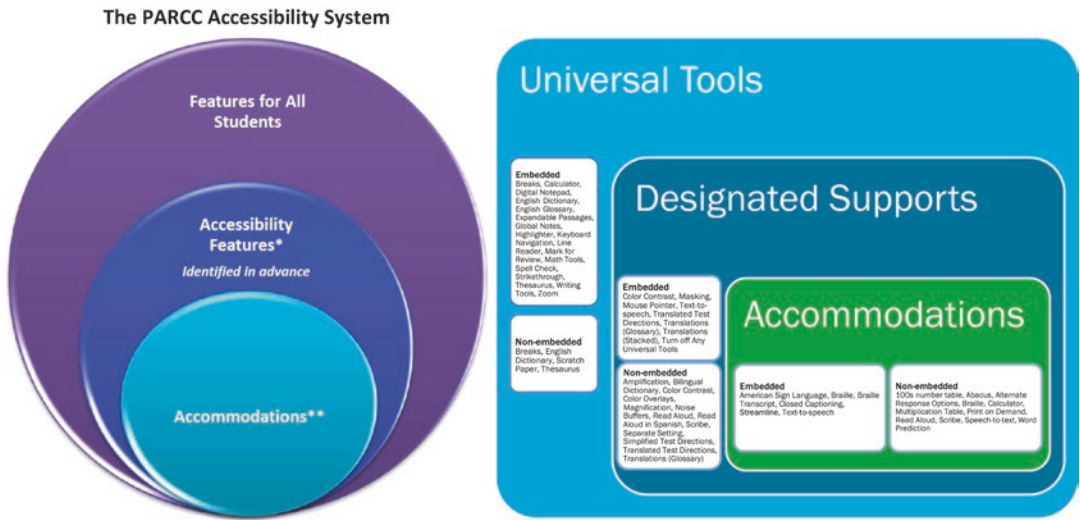 The PARCC Accessibility System
Features for All
Students
Accessibility
Features*
Identified in advance
Accommodations**
Universal Tools
Embedded
Breaks, Calculator,
Digital Notepad,
English Dictionary,
English Glossary,
Expandable Passages,
Global Notes,
Highlighter, Keyboard
Navigation, Line
Reader, Mark for
Review, Math Tools,
Spell Check,
Strikethrough,
Thesaurus, Writing
Tools, Zoom
Non-embedded
Breaks, English
Dictionary, Scratch
Paper, Thesaurus
Designated Supports
Embedded
Color Contrast, Masking,
Mouse Pointer, Text-to-
speech, Translated Test
Directions, Translations
(Glossary), Translations
(Stacked), Turn off Any
Universal Tools
Non-embedded
Amplification, Bilingual
Dictionary, Color Contrast,
Color Overlays,
Magnification, Noise
Buffers, Read Aloud, Read
Aloud in Spanish, Scribe,
Separate Setting,
Simplified Test Directions,
Translated Test Directions,
Translations (Glossary)
Accommodations
Embedded
American Sign Language, Braille, Braille
Transcript, Closed Captioning,
Streamline, Text-to-speech
Non-embedded
100s number table, Abacus, Alternate
Response Options, Braille, Calculator,
Multiplication Table, Print on Demand,
Read Aloud, Scribe, Speech-to-text, Word
Prediction